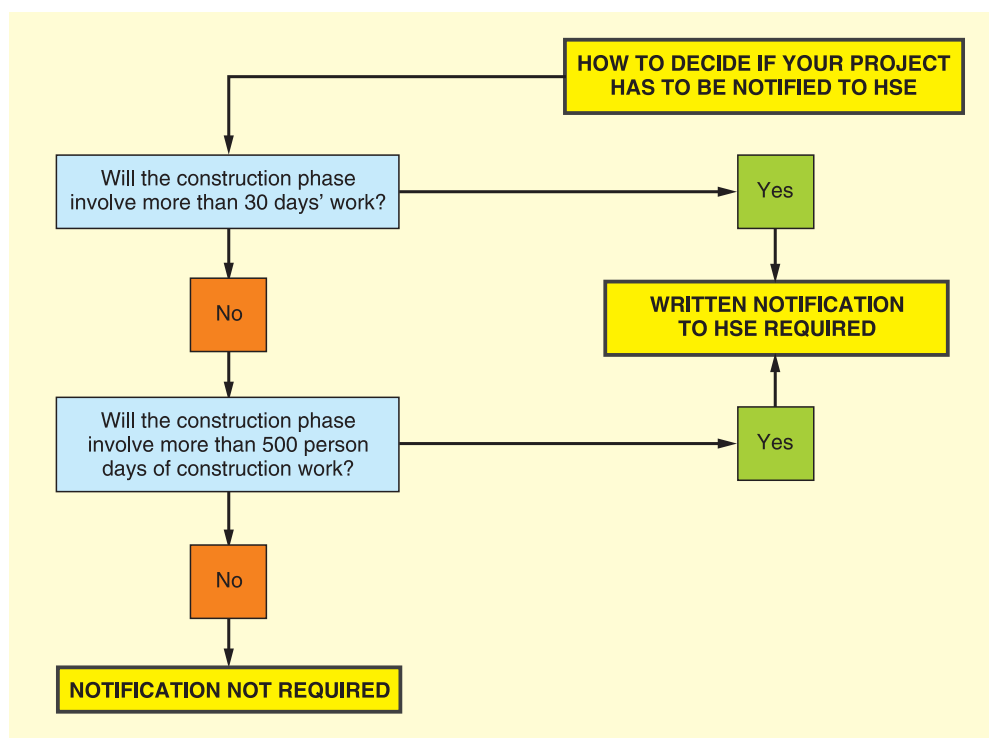 HOW TO DECIDE IF YOUR PROJECT
HAS TO BE NOTIFIED TO HSE
Will the construction phase
involve more than 30 days’ work?
Yes
No
WRITTEN NOTIFICATION
TO HSE REQUIRED
Will the construction phase
involve more than 500 person
days of construction work?
Yes
No
NOTIFICATION NOT REQUIRED